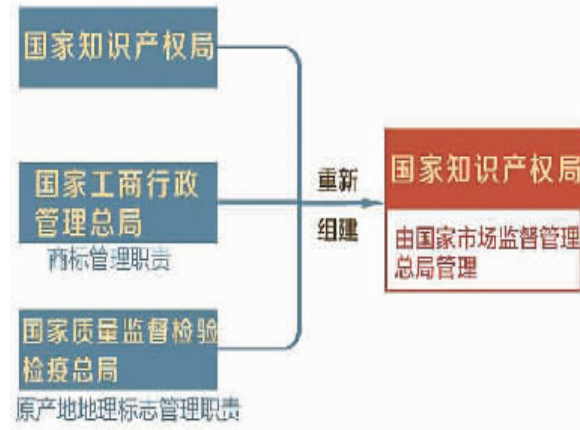 国家知识产权局
国家工商行政
管理总局
商标管理职责
国家质量监督检验
检疫总局
原产地地理标志管理职责
重新
组建
国家知识产权局
由国家市场监督管理
总局管理